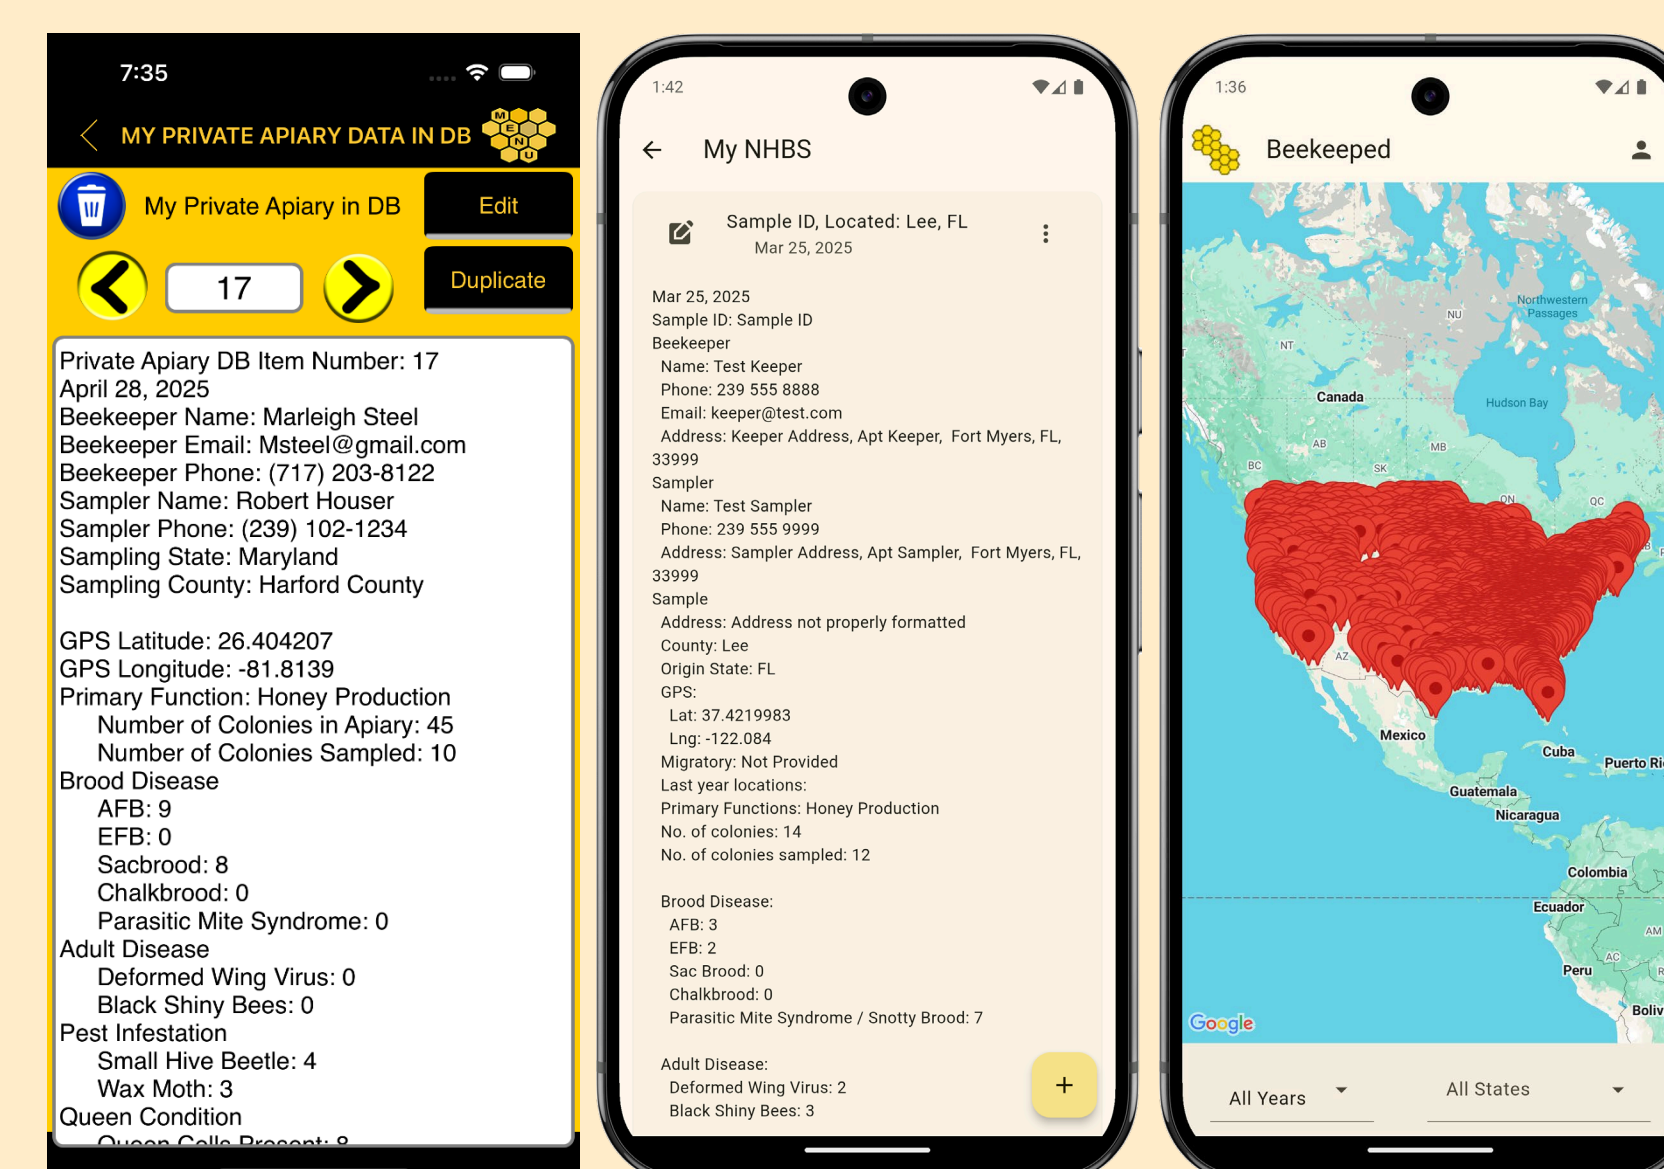 7:35
MY PRIVATE APIARY DATA IN DB
MENU
My Private Apiary in DB
Edit
17
Duplicate
Private Apiary DB Item Number: 17
April 28, 2025
Beekeeper Name: Marleigh Steel
Beekeeper Email: Msteel@gmail.com
Beekeeper Phone: (717) 203-8122
Sampler Name: Robert Houser
Sampler Phone: (239) 102-1234
Sampling State: Maryland
Sampling County: Harford County
GPS Latitude: 26.404207
GPS Longitude: -81.8139
Primary Function: Honey Production
Number of Colonies in Apiary: 45
Number of Colonies Sampled: 10
Brood Disease
AFB: 9
EFB: 0
Sacbrood: 8
Chalkbrood: 0
Parasitic Mite Syndrome: 0
Adult Disease
Deformed Wing Virus: 0
Black Shiny Bees: 0
Pest Infestation
Small Hive Beetle: 4
Wax Moth: 3
Queen Condition
Queen Cells Present: 8
1:42
My NHBS
Sample ID, Located: Lee, FL
Mar 25, 2025
Mar 25, 2025
Sample ID: Sample ID
Beekeeper
Name: Test Keeper
Phone: 239 555 8888
Email: keeper@test.com
Address: Keeper Address, Apt Keeper, Fort Myers, FL,
33999
Sampler
Name: Test Sampler
Phone: 239 555 9999
Address: Sampler Address, Apt Sampler, Fort Myers, FL,
33999
Sample
Address: Address not properly formatted
County: Lee
Origin State: FL
GPS:
Lat: 37.4219983
Lng: -122.084
Migratory: Not Provided
Last year locations:
Primary Functions: Honey Production
No. of colonies: 14
No. of colonies sampled: 12
Brood Disease:
AFB: 3
EFB: 2
Sac Brood: 0
Chalkbrood: 0
Parasitic Mite Syndrome / Snotty Brood: 7
Adult Disease:
Deformed Wing Virus: 2
Black Shiny Bees: 3
+
1:36
Beekeeped
Northwestern
Passages
NU
NT
Canada
Hudson Bay
AB
MB
BC
SK
ON
QC
AZ
Mexico
Cuba
Puerto Ri
Guatemala
Nicaragua
Colombia
Ecuador
AM
AC
Peru
Boliv
Google
All Years
All States